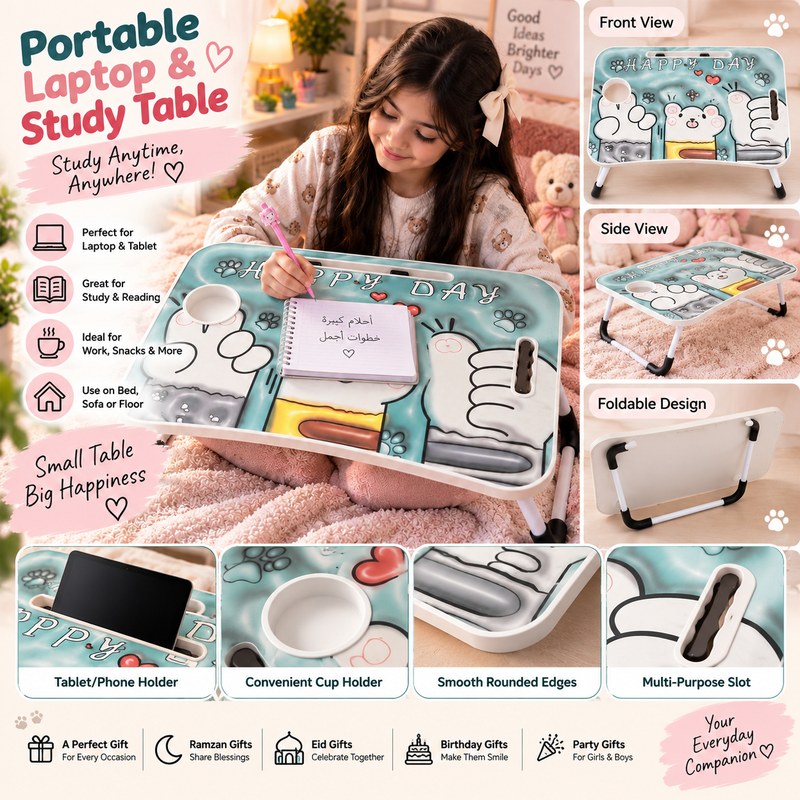 Portable
Laptop &
Study Table
Study Anytime,
Anywhere!
Perfect for
Laptop & Tablet
Great for
Study & Reading
Ideal for
Work, Snacks & More
Use on Bed,
Sofa or Floor
Small Table
Big Happiness
Good
Ideas
Brighter
Days
HAPPY DAY
أحلام كبيرة
خطوات أجمل
Front View
HAPPY DAY
Side View
Foldable Design
PPY D
Tablet/Phone Holder
Convenient Cup Holder
Smooth Rounded Edges
Multi-Purpose Slot
A Perfect Gift
For Every Occasion
Ramzan Gifts
Share Blessings
Eid Gifts
Celebrate Together
Birthday Gifts
Make Them Smile
Party Gifts
For Girls & Boys
Your
Everyday
Companion